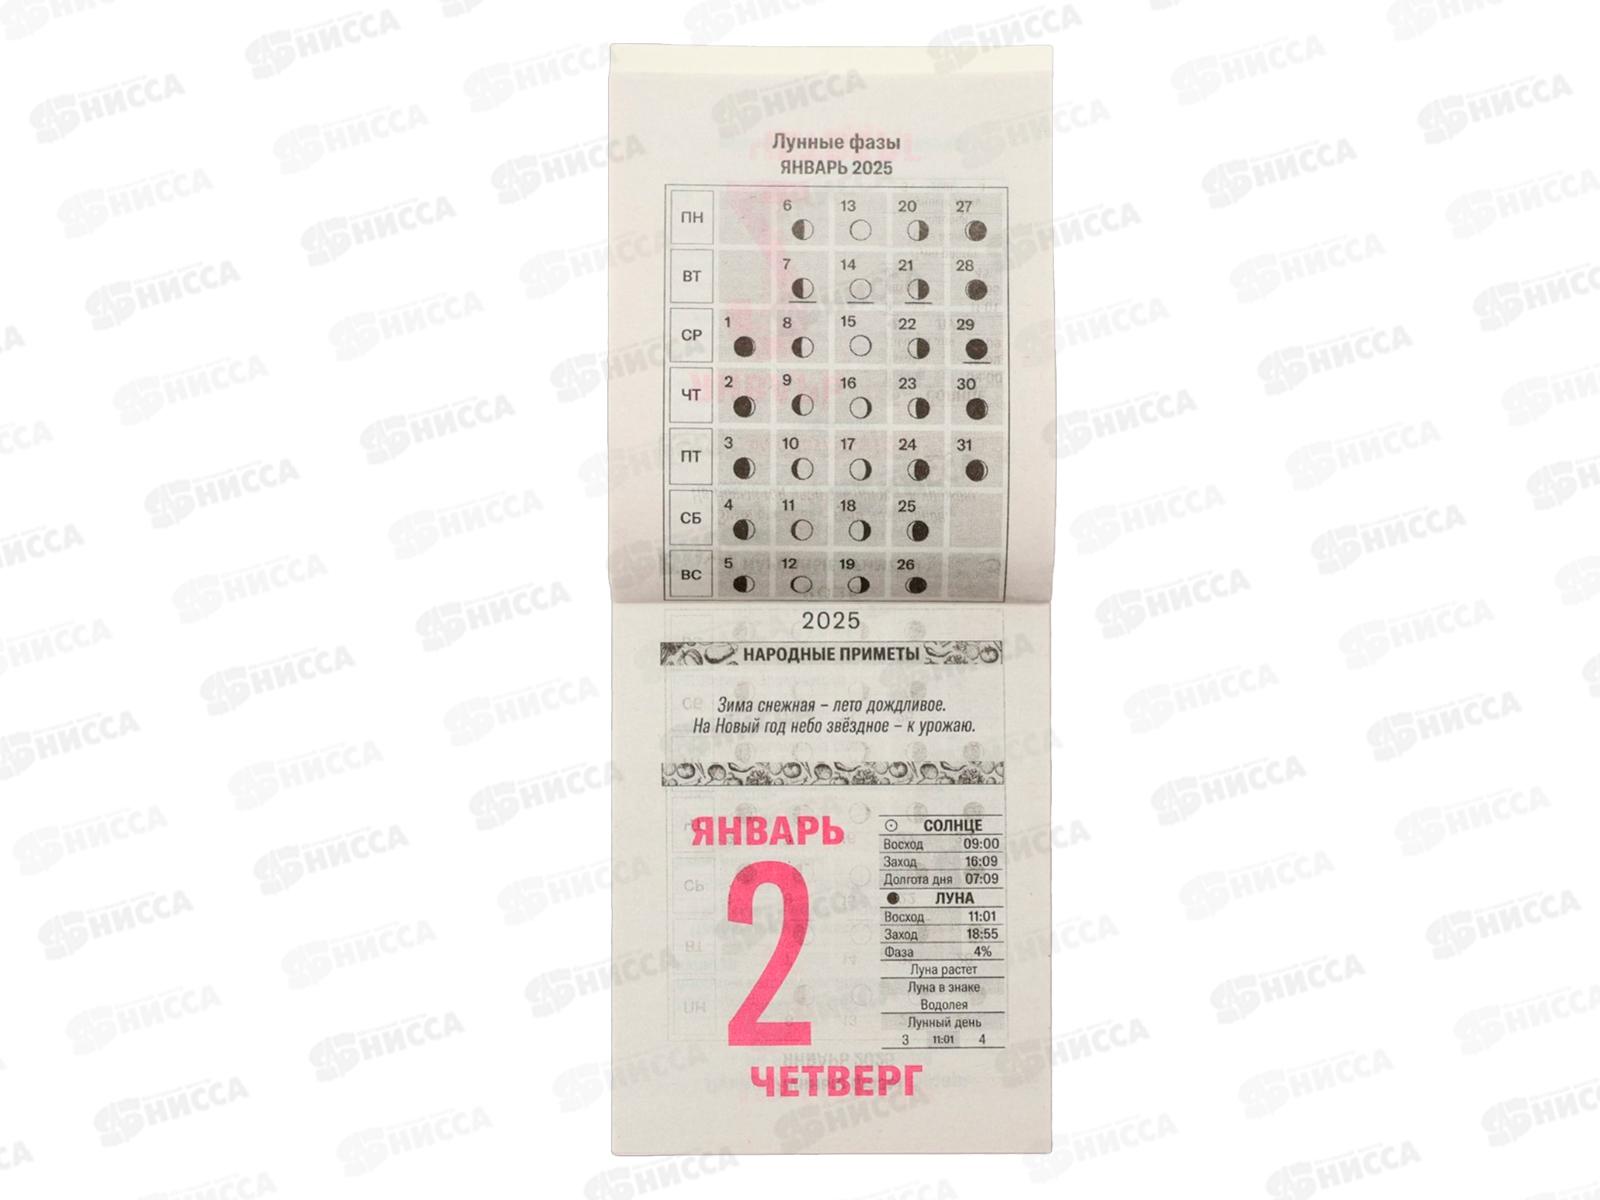 Лунные фазы
ЯНВАРЬ 2025
ПН 6 13 20 27
ВТ 7 14 21 28
СР 1 8 15 22 29
ЧТ 2 9 16 23 30
ПТ 3 10 17 24 31
СБ 4 11 18 25
ВС 5 12 19 26
2025
НАРОДНЫЕ ПРИМЕТЫ
Зима снежная – лето дождливое.
На Новый год небо звёздное – к урожаю.
ЯНВАРЬ
2
ЧЕТВЕРГ
СОЛНЦЕ
Восход 09:00
Заход 16:09
Долгота дня 07:09
ЛУНА
Восход 11:01
Заход 18:55
Фаза 4%
Луна растет
Луна в знаке
Водолея
Лунный день
3 11:01 4
НИССА